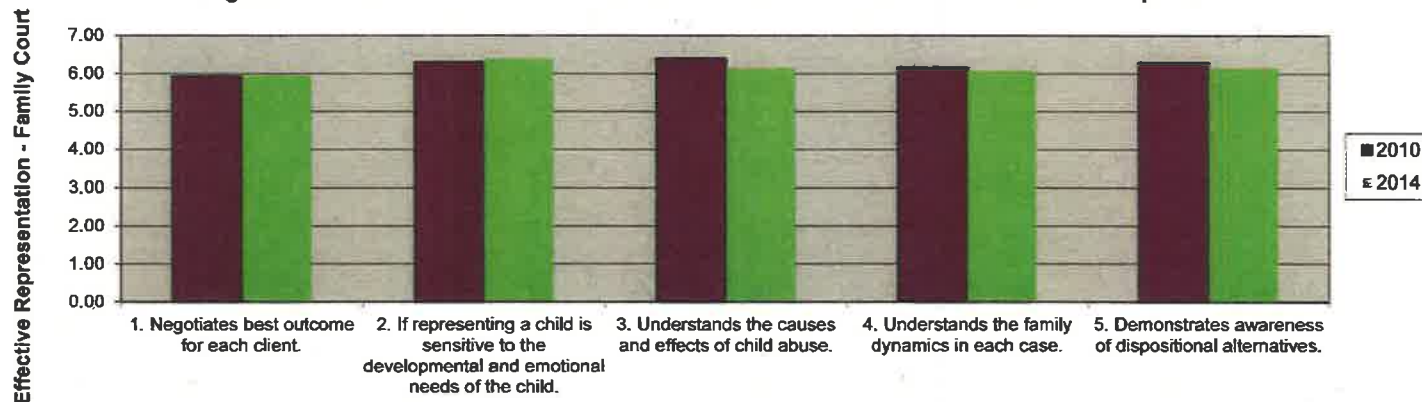 Effective Representation - Family Court
7.00
6.00
5.00
4.00
3.00
2.00
1.00
0.00
1. Negotiates best outcome
for each client.
2. If representing a child is
sensitive to the
developmental and emotional
needs of the child.
3. Understands the causes
and effects of child abuse.
4. Understands the family
dynamics in each case.
5. Demonstrates awareness
of dispositional alternatives.
2010
2014